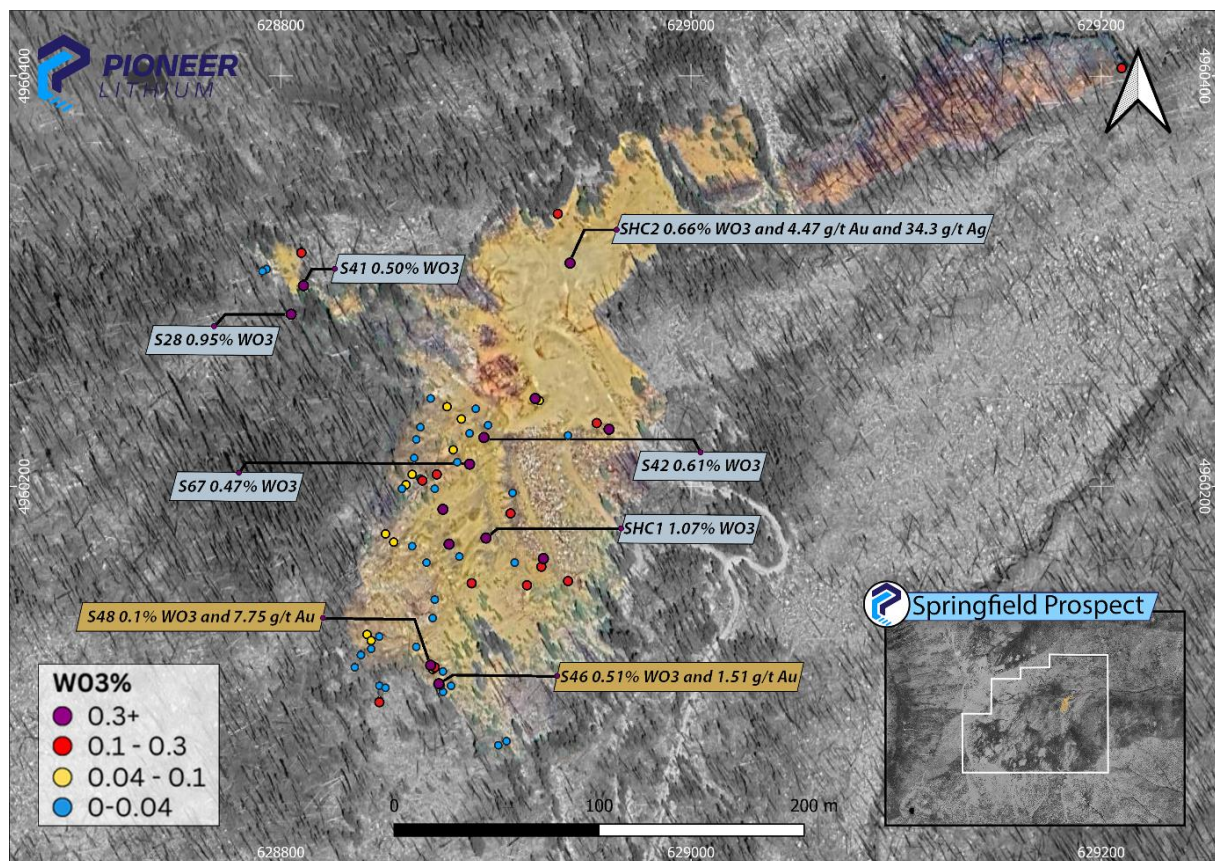 628800
629000
629200
PIONEER
LITHIUM
4960400
4960400
SHC2 0.66% WO3 and 4.47 g/t Au and 34.3 g/t Ag
S41 0.50% WO3
S28 0.95% WO3
S42 0.61% WO3
S67 0.47% WO3
4960200
4960200
SHC1 1.07% WO3
Springfield Prospect
S48 0.1% WO3 and 7.75 g/t Au
S46 0.51% WO3 and 1.51 g/t Au
W03%
0.3+
0.1 - 0.3
0.04 - 0.1
0-0.04
0
100
200 m
628800
629000
629200